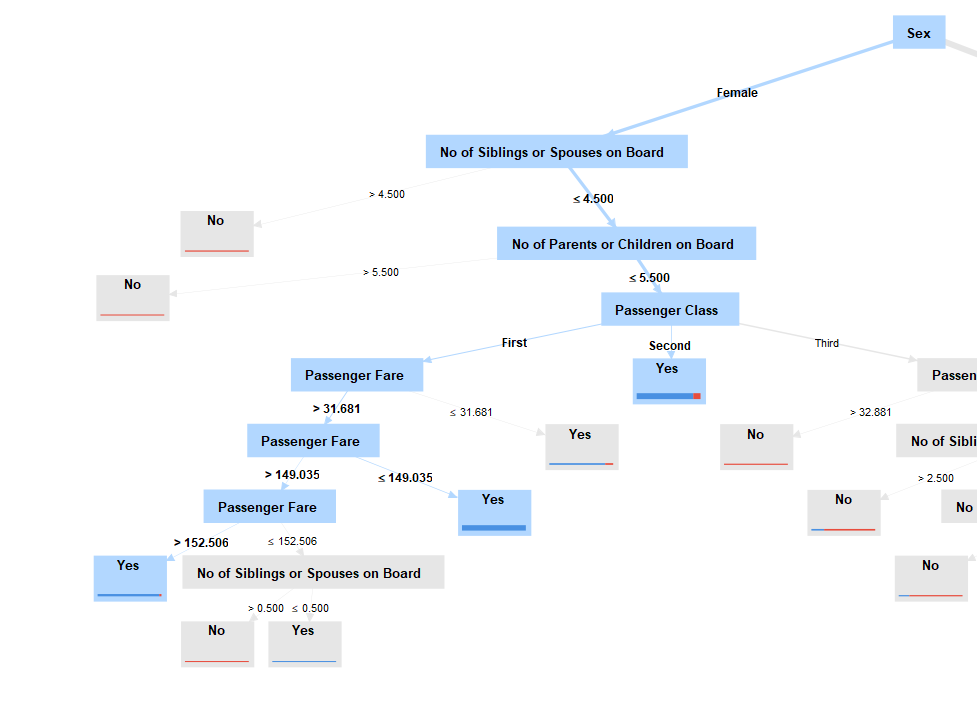 Sex
Female
No of Siblings or Spouses on Board
> 4.500
≤ 4.500
No
No of Parents or Children on Board
> 5.500
≤ 5.500
No
Passenger Class
First
Second
Third
Passenger Fare
Yes
Passen
> 31.681
≤ 31.681
> 32.881
Passenger Fare
Yes
No
No of Sibli
> 149.035
≤ 149.035
> 2.500
Passenger Fare
Yes
No
No
> 152.506
≤ 152.506
Yes
No of Siblings or Spouses on Board
No
> 0.500
≤ 0.500
No
Yes